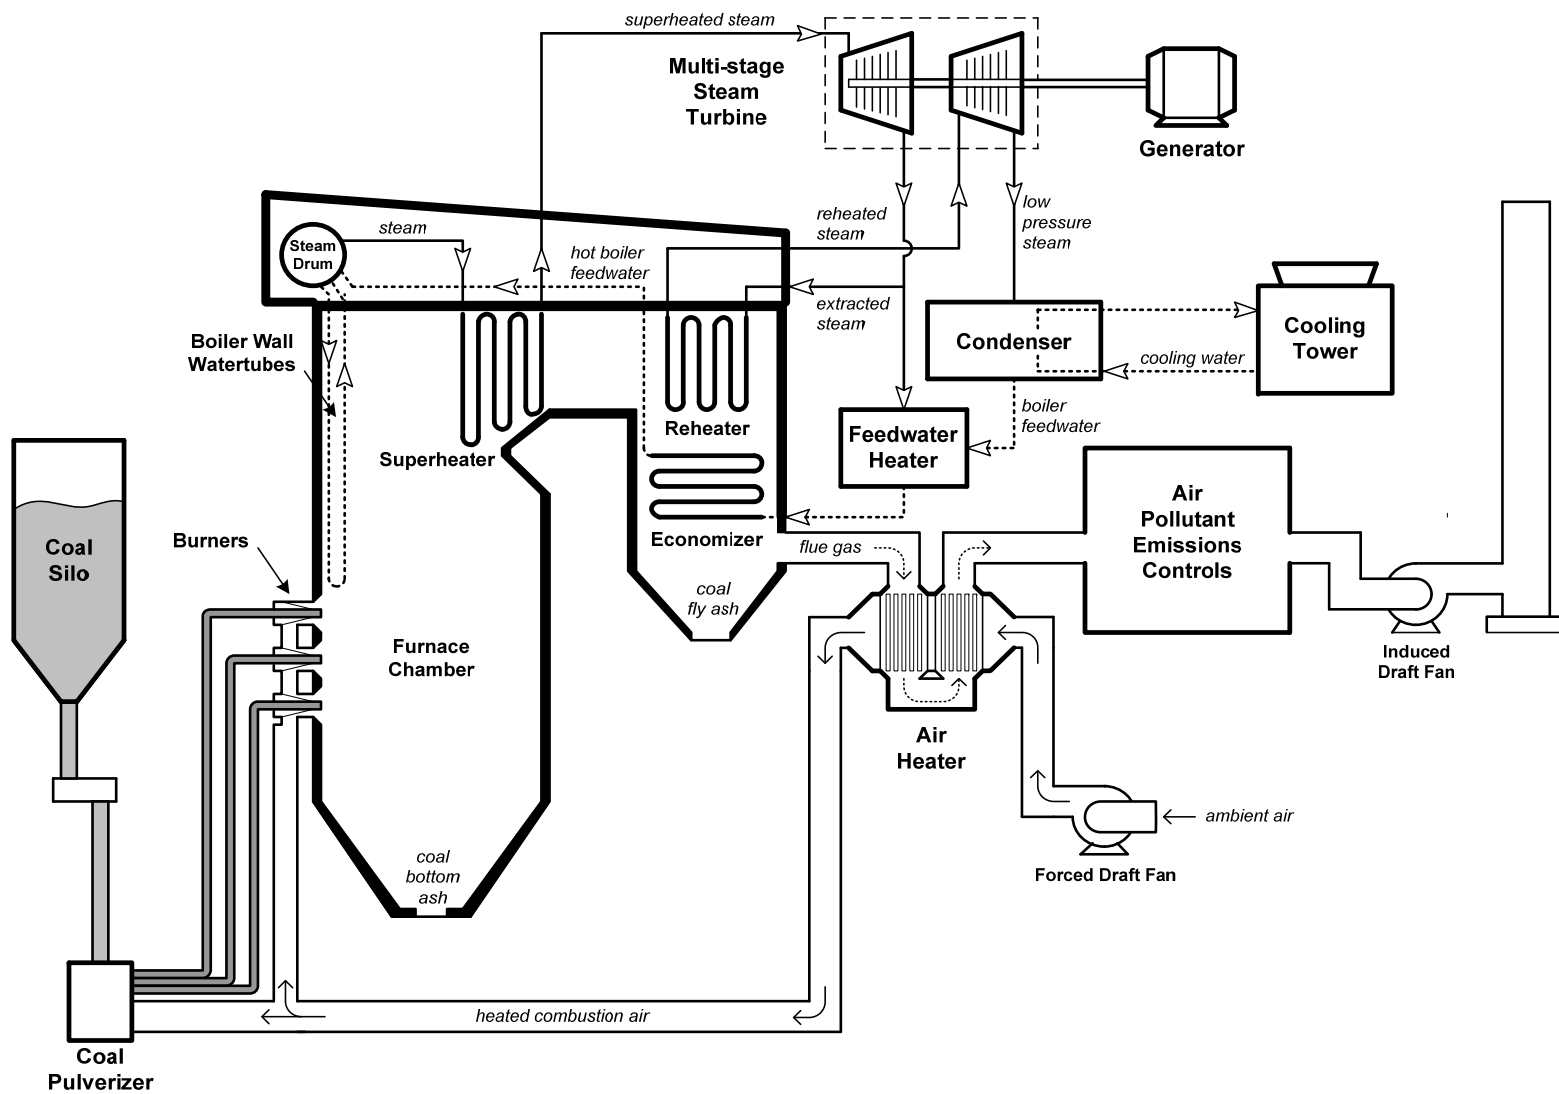 superheated steam
Multi-stage
Steam
Turbine
Generator
steam
Steam
Drum
hot boiler
feedwater
reheated
steam
low
pressure
steam
extracted
steam
Boiler Wall
Watertubes
Condenser
Cooling
Tower
cooling water
Reheater
Superheater
Feedwater
Heater
boiler
feedwater
Coal
Silo
Burners
Economizer
flue gas
Air
Pollutant
Emissions
Controls
coal
fly ash
Furnace
Chamber
Induced
Draft Fan
Air
Heater
ambient air
Forced Draft Fan
coal
bottom
ash
heated combustion air
Coal
Pulverizer